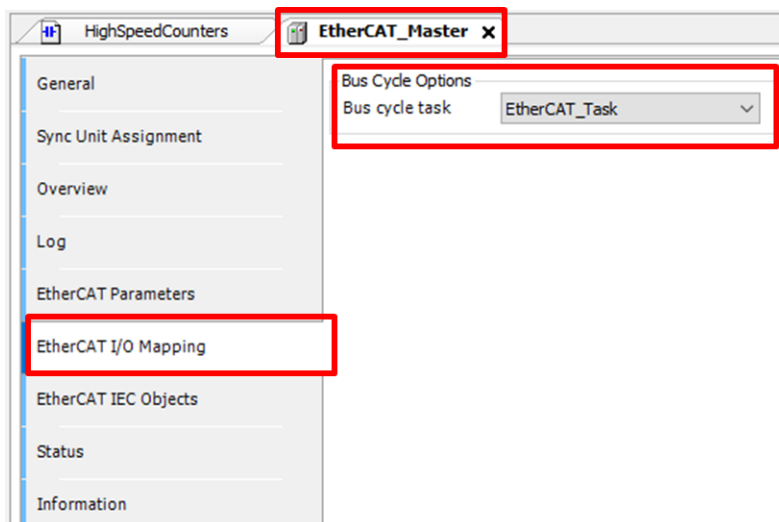 HighSpeedCounters
EtherCAT_Master
General
Sync Unit Assignment
Overview
Log
EtherCAT Parameters
EtherCAT I/O Mapping
EtherCAT IEC Objects
Status
Information
Bus Cycle Options
Bus cycle task EtherCAT_Task